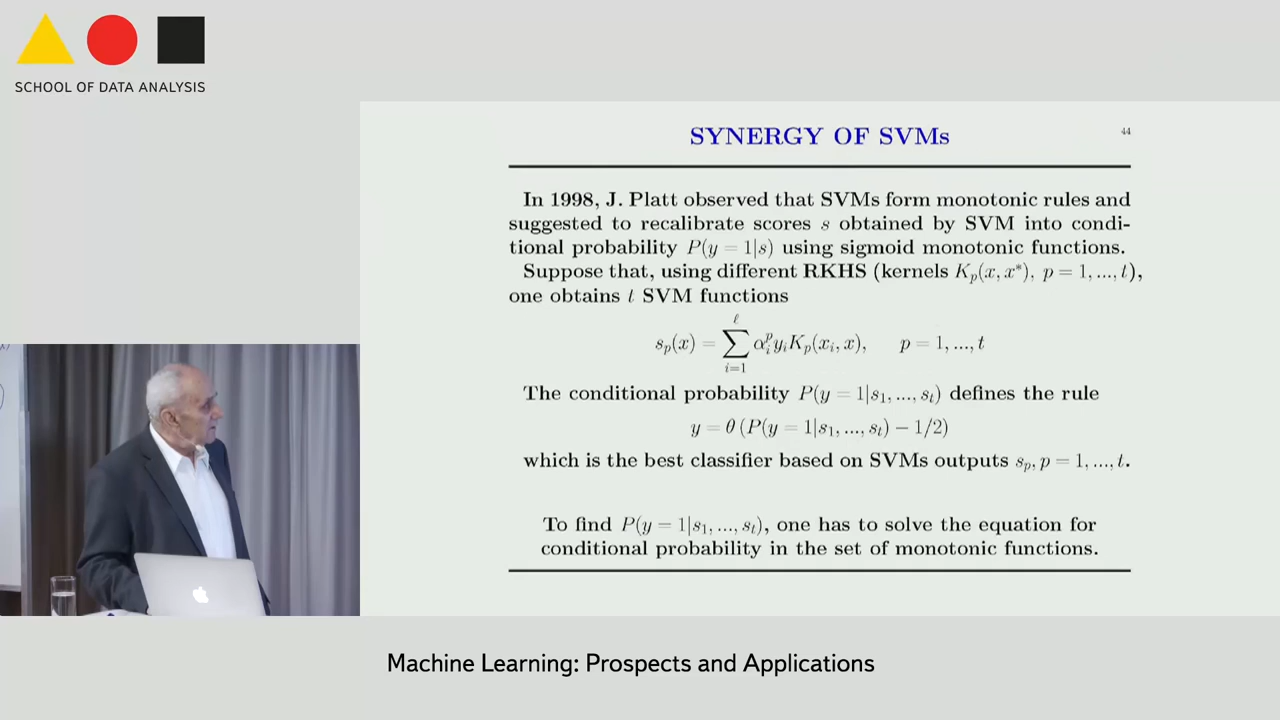 SCHOOL OF DATA ANALYSIS
SYNERGY OF SVMs
44
In 1998, J. Platt observed that SVMs form monotonic rules and
suggested to recalibrate scores s obtained by SVM into condi-
tional probability P(y = 1|s) using sigmoid monotonic functions.
Suppose that, using different RKHS (kernels K_p(x, x*), p = 1, ..., t),
one obtains t SVM functions
s_p(x) = ∑_{i=1}^{ℓ} α_i^p y_i K_p(x_i, x), p = 1, ..., t
The conditional probability P(y = 1|s_1, ..., s_t) defines the rule
y = θ (P(y = 1|s_1, ..., s_t) − 1/2)
which is the best classifier based on SVMs outputs s_p, p = 1, ..., t.
To find P(y = 1|s_1, ..., s_t), one has to solve the equation for
conditional probability in the set of monotonic functions.
Machine Learning: Prospects and Applications